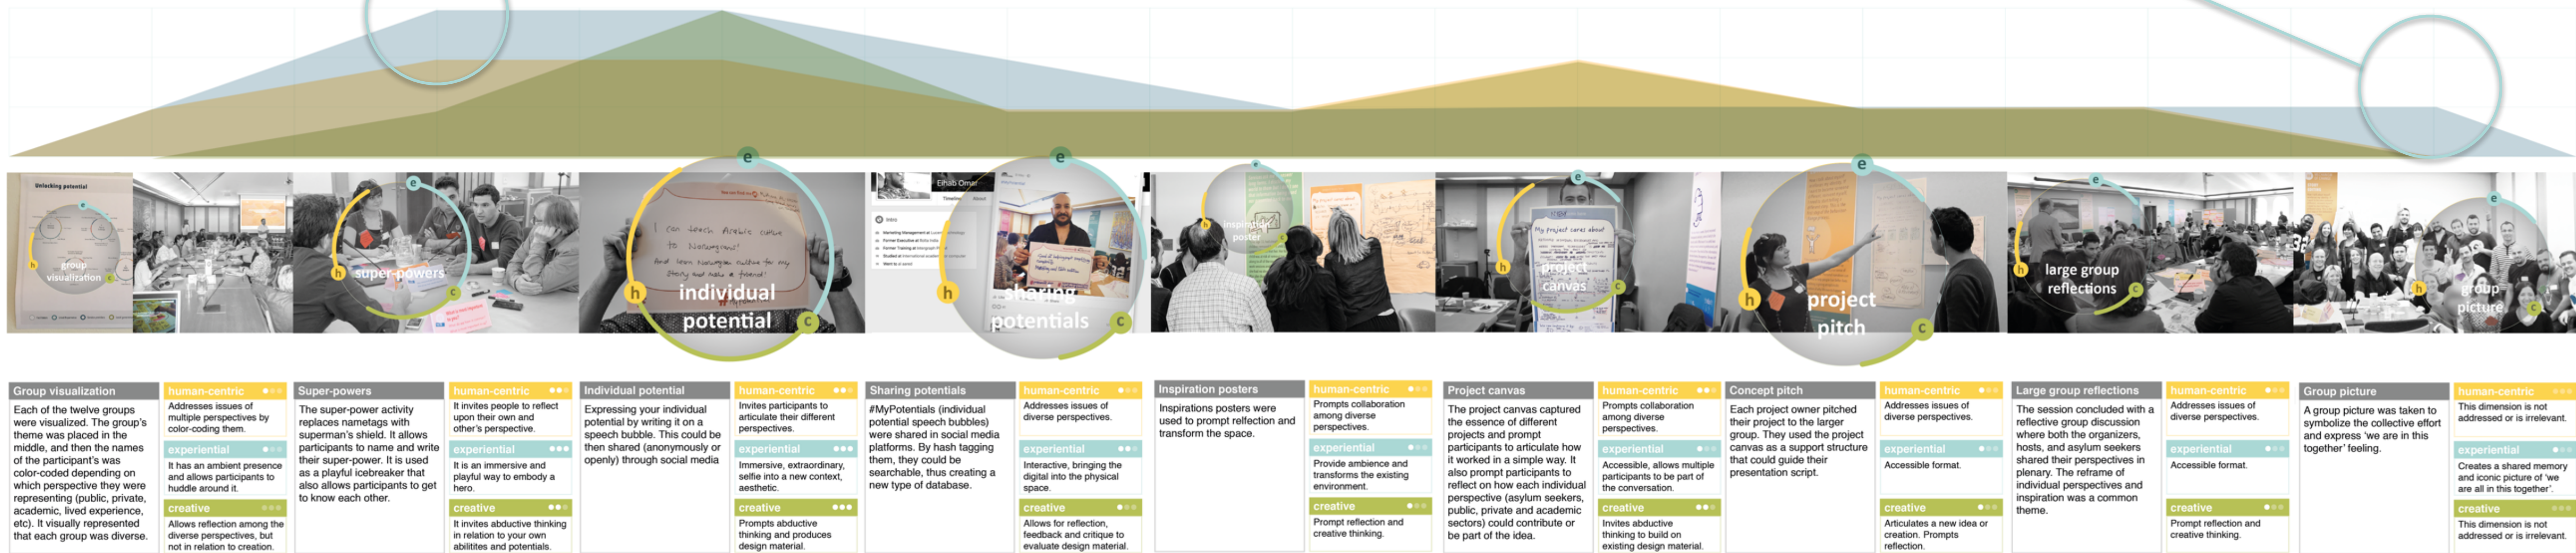 Unlocking potential
e
h
c
group
visualization
e
h
c
super-powers
e
h
c
I can teach Arabic culture
to Norwegians!
And learn Norwegian culture to my
story and make a friend!
individual
potential
Eihab Omar
Timeline
About
Intro
e
h
c
sharing
potentials
e
h
inspiration
poster
e
h
c
My project cares about
project
canvas
e
h
c
project
pitch
e
h
c
large group
reflections
e
h
c
group
picture
Group visualization
Each of the twelve groups
were visualized. The group's
theme was placed in the
middle, and then the names
of the participant's was
color-coded depending on
which perspective they were
representing (public, private,
academic, lived experience,
etc). It visually represented
that each group was diverse.
human-centric
Addresses issues of
multiple perspectives by
color-coding them.
experiential
It has an ambient presence
and allows participants to
huddle around it.
creative
Allows reflection among the
diverse perspectives, but
not in relation to creation.
Super-powers
The super-power activity
replaces nametags with
superman's shield. It allows
participants to name and write
their super-power. It is used
as a playful icebreaker that
also allows participants to get
to know each other.
human-centric
It invites people to reflect
upon their own and
other's perspective.
experiential
It is an immersive and
playful way to embody a
hero.
creative
It invites abductive thinking
in relation to your own
abilitites and potentials.
Individual potential
Expressing your individual
potential by writing it on a
speech bubble. This could be
then shared (anonymously or
openly) through social media
human-centric
Invites participants to
articulate their different
perspectives.
experiential
Immersive, extraordinary,
selfie into a new context,
aesthetic.
creative
Prompts abductive
thinking and produces
design material.
Sharing potentials
#MyPotentials (individual
potential speech bubbles)
were shared in social media
platforms. By hash tagging
them, they could be
searchable, thus creating a
new type of database.
human-centric
Addresses issues of
diverse perspectives.
experiential
Interactive, bringing the
digital into the physical
space.
creative
Allows for reflection,
feedback and critique to
evaluate design material.
Inspiration posters
Inspirations posters were
used to prompt relfection and
transform the space.
human-centric
Prompts collaboration
among diverse
perspectives.
experiential
Provide ambience and
transforms the existing
environment.
creative
Prompt reflection and
creative thinking.
Project canvas
The project canvas captured
the essence of different
projects and prompt
participants to articulate how
it worked in a simple way. It
also prompt participants to
reflect on how each individual
perspective (asylum seekers,
public, private and academic
sectors) could contribute or
be part of the idea.
human-centric
Prompts collaboration
among diverse
perspectives.
experiential
Accessible, allows multiple
participants to be part of
the conversation.
creative
Invites abductive
thinking to build on
existing design material.
Concept pitch
Each project owner pitched
their project to the larger
group. They used the project
canvas as a support structure
that could guide their
presentation script.
human-centric
Addresses issues of
diverse perspectives.
experiential
Accessible format.
creative
Articulates a new idea or
creation. Prompts
reflection.
Large group reflections
The session concluded with a
reflective group discussion
where both the organizers,
hosts, and asylum seekers
shared their perspectives in
plenary. The reframe of
individual perspectives and
inspiration was a common
theme.
human-centric
Addresses issues of
diverse perspectives.
experiential
Accessible format.
creative
Prompt reflection and
creative thinking.
Group picture
A group picture was taken to
symbolize the collective effort
and express 'we are in this
together' feeling.
human-centric
This dimension is not
addressed or is irrelevant.
experiential
Creates a shared memory
and iconic picture of 'we
are all in this together'.
creative
This dimension is not
addressed or is irrelevant.